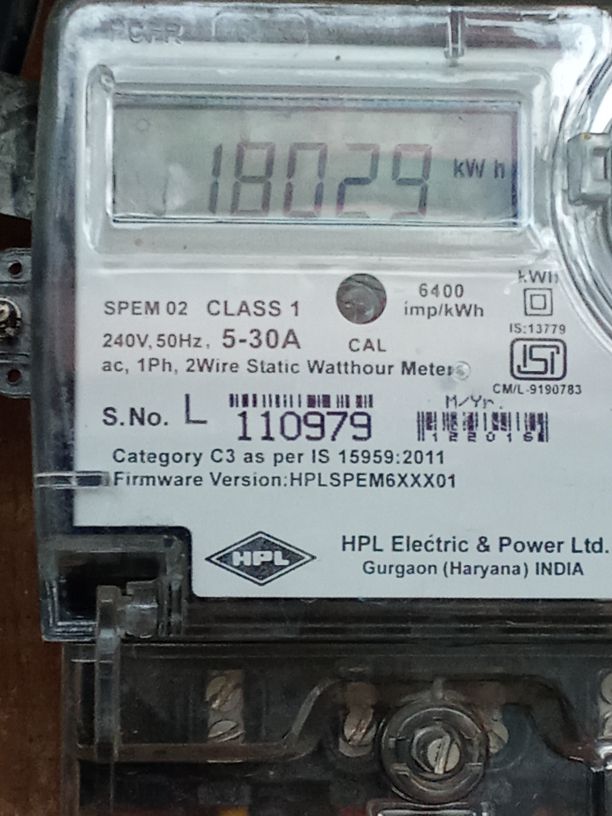 18029 kWh
kWh
SPEM 02 CLASS 1
6400
imp/kWh
240V, 50Hz, 5-30A
CAL
IS:13779
ac, 1Ph, 2Wire Static Watthour Meter
ISI
CM/L-9190783
M/Yr.
S.No. L 110979
122016
Category C3 as per IS 15959:2011
Firmware Version:HPLSPEM6XXX01
HPL
HPL Electric & Power Ltd.
Gurgaon (Haryana) INDIA